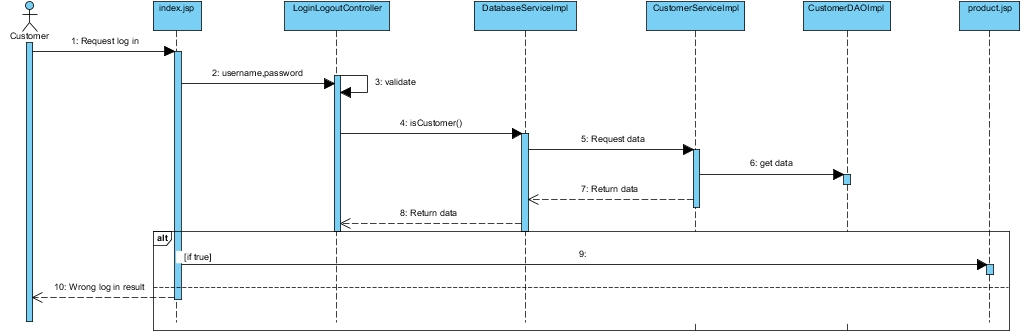 index.jsp
LoginLogoutController
DatabaseServiceImpl
CustomerServiceImpl
CustomerDAOImpl
product.jsp
Customer
1: Request log in
2: username,password
3: validate
4: isCustomer()
5: Request data
6: get data
7: Return data
8: Return data
alt
[if true]
9:
10: Wrong log in result